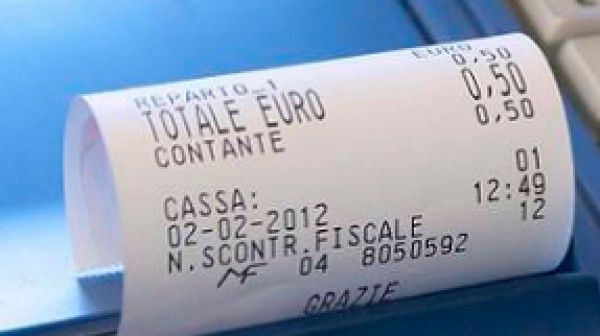 EURO
REPARTO_1 0,50
TOTALE EURO 0,50
CONTANTE 0,50
CASSA: 01
02-02-2012 12:49
N.SCONTR.FISCALE 12
MF 04 8050592
GRAZIE